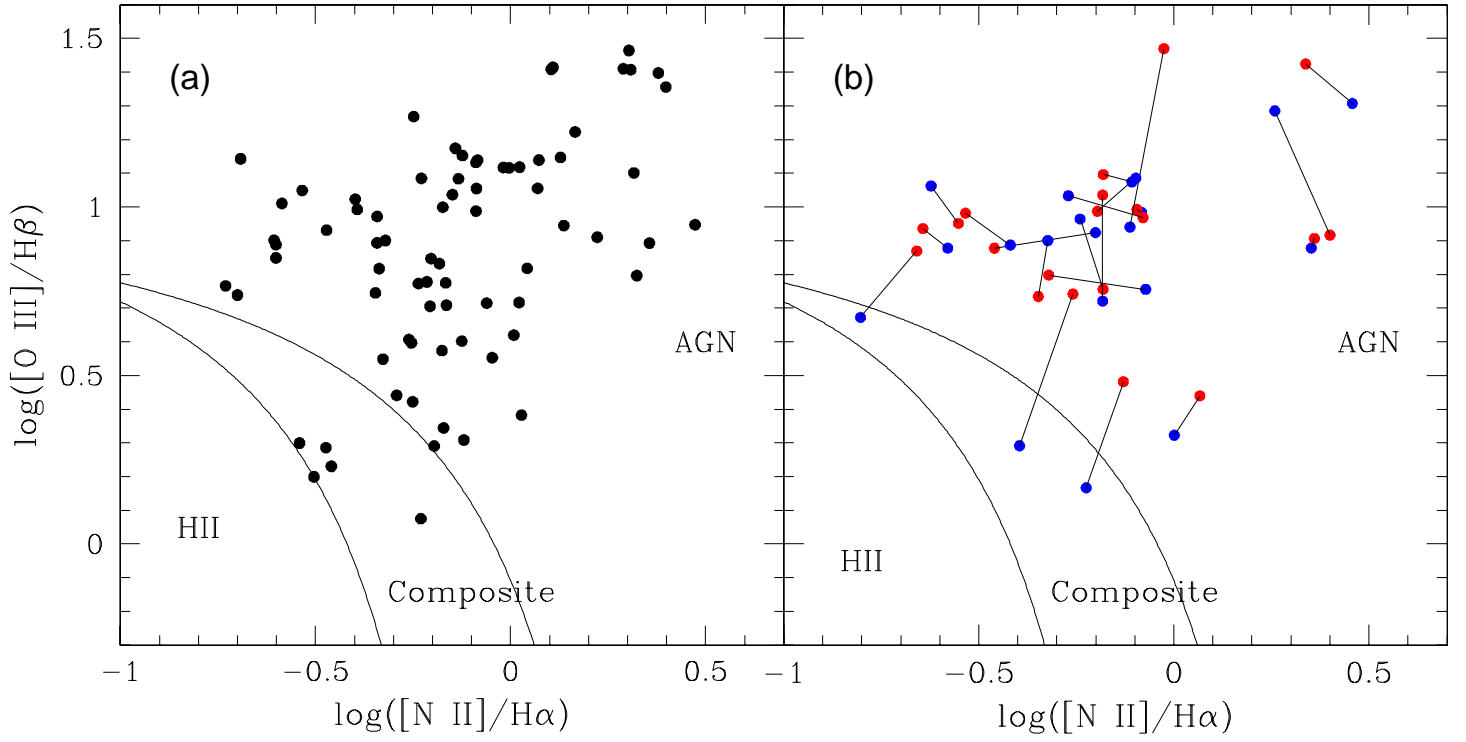 (a)
(b)
1.5
1
0.5
0
log([O III]/Hβ)
AGN
AGN
HII
HII
Composite
Composite
−1
−0.5
0
0.5
−1
−0.5
0
0.5
log([N II]/Hα)
log([N II]/Hα)